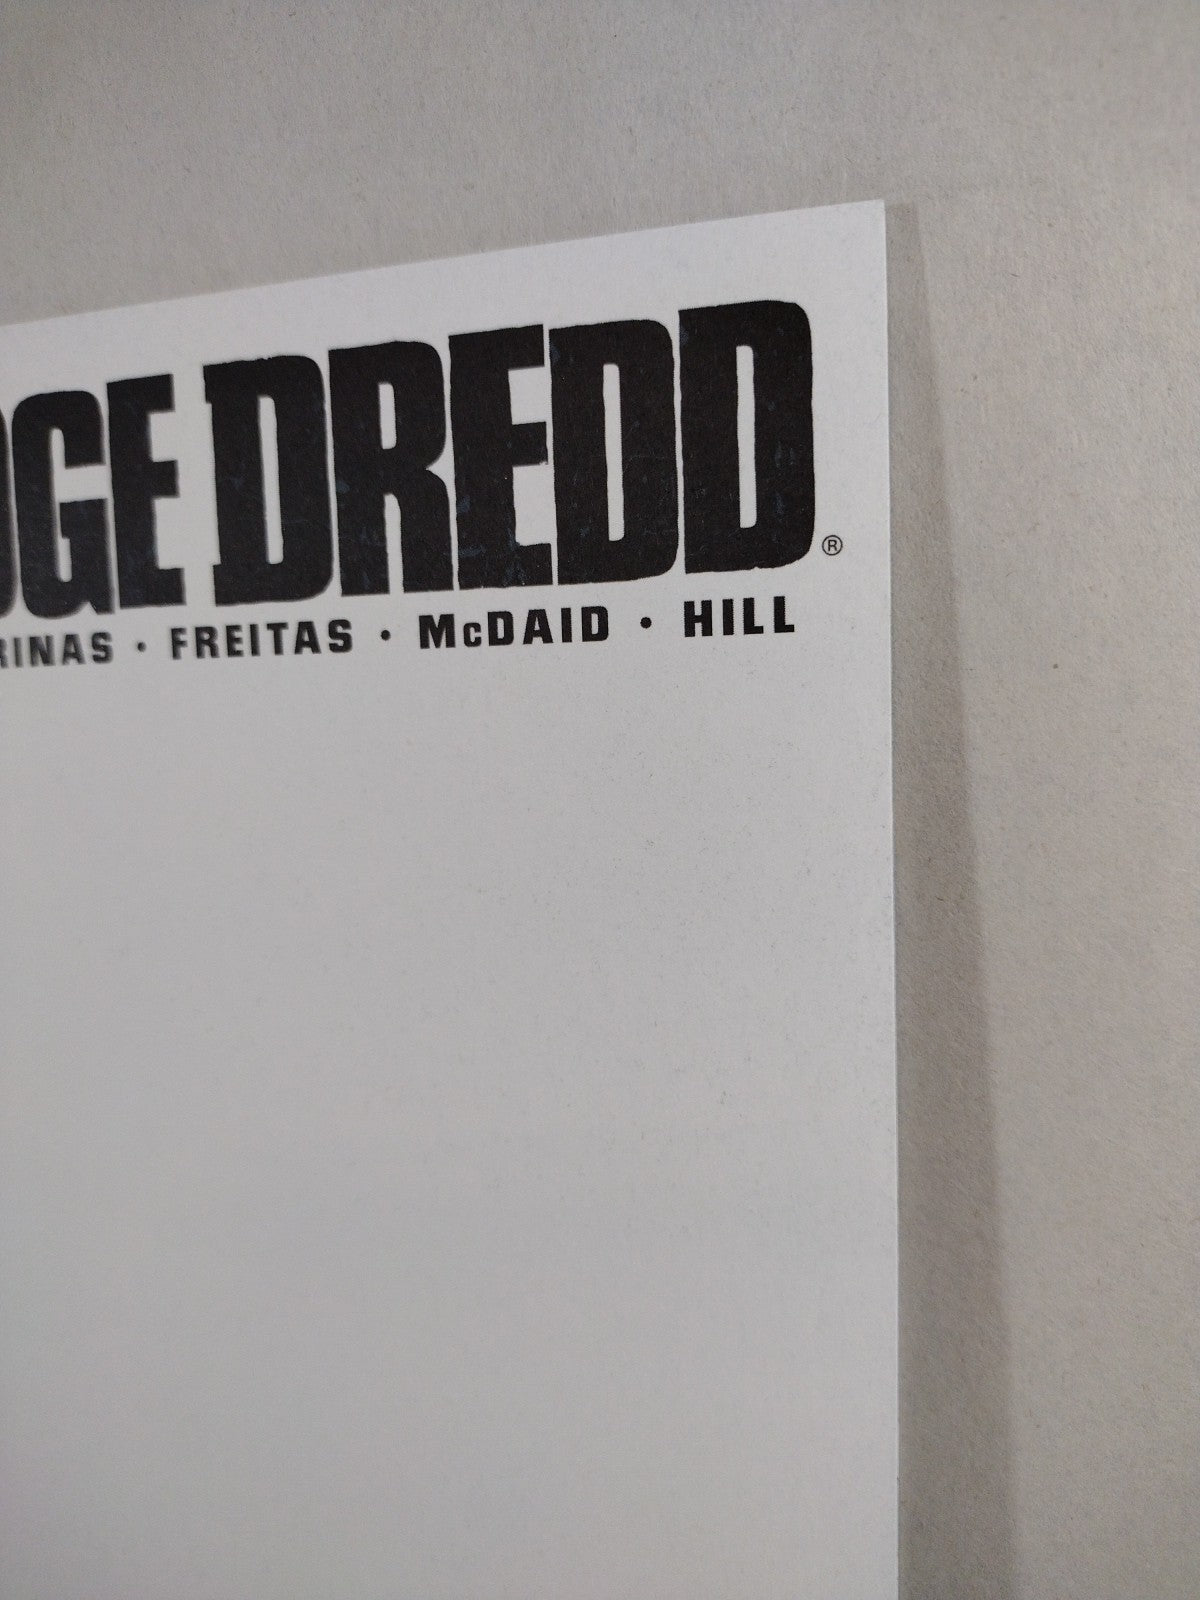 DGE DREDD®
RINAS · FREITAS · McDAID · HILL